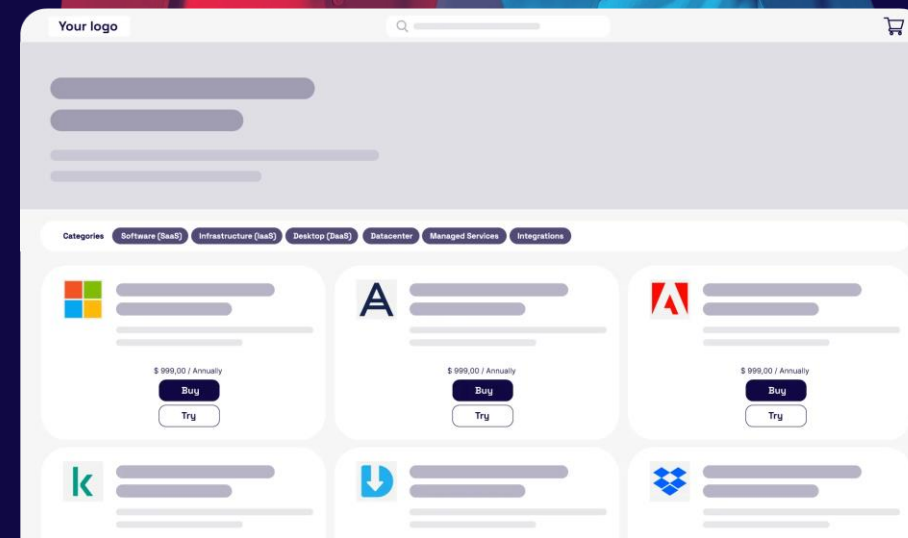 Your logo
Categories Software (SaaS) Infrastructure (IaaS) Desktop (DaaS) Datacenter Managed Services Integrations
$ 999,00 / Annually $ 999,00 / Annually $ 999,00 / Annually
Buy Buy Buy
Try Try Try